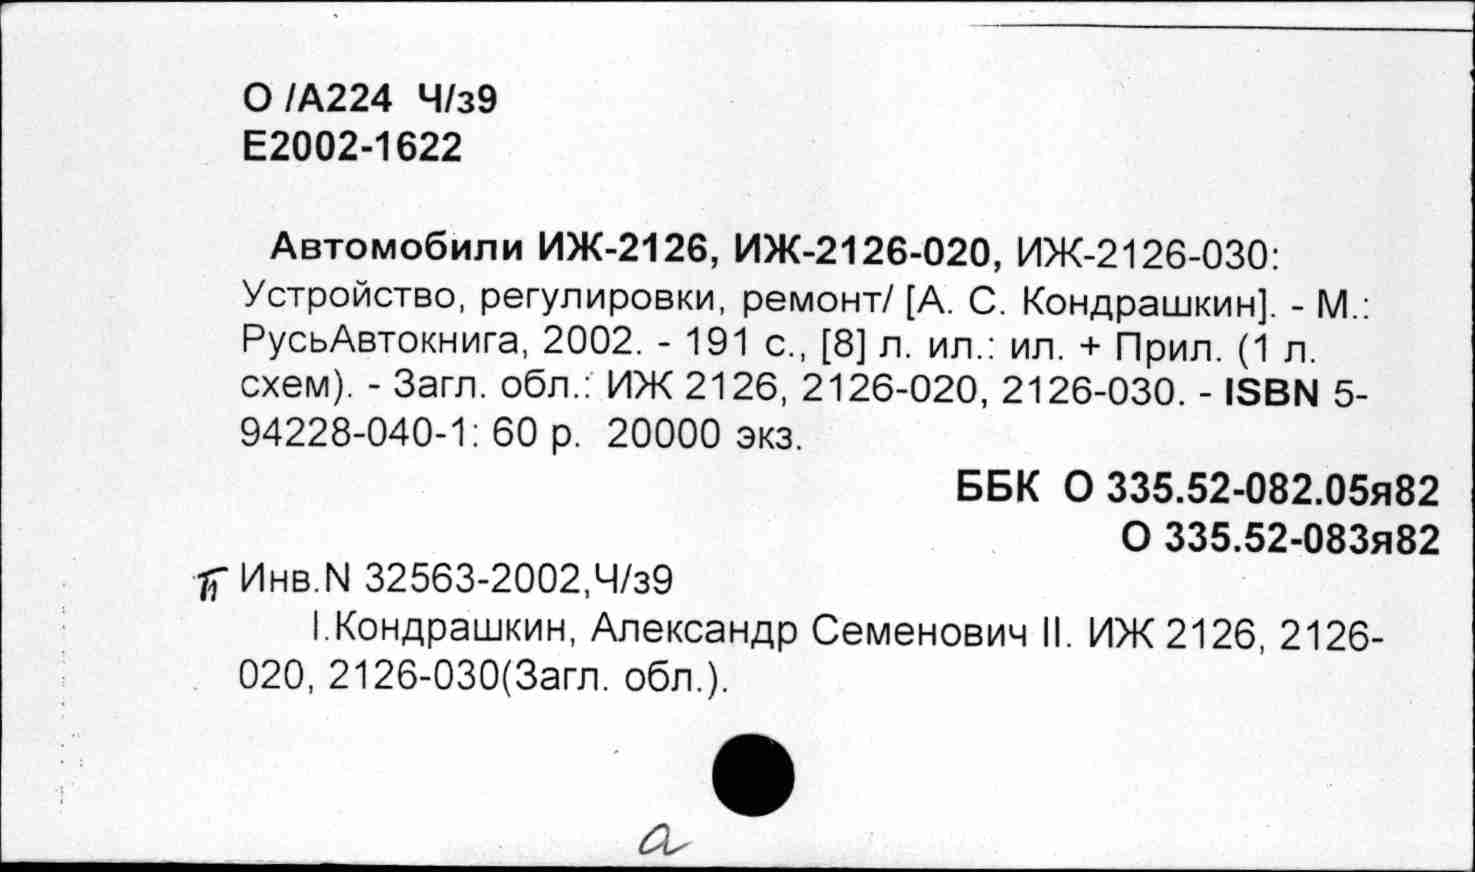 О /А224 Ч/з9
Е2002-1622
Автомобили ИЖ-2126, ИЖ-2126-020, ИЖ-2126-030:
Устройство, регулировки, ремонт/ [А. С. Кондрашкин]. - М.:
РусьАвтокнига, 2002. - 191 с., [8] л. ил.: ил. + Прил. (1 л.
схем). - Загл. обл.: ИЖ 2126, 2126-020, 2126-030. - ISBN 5-
94228-040-1: 60 р. 20000 экз.
ББК О 335.52-082.05я82
О 335.52-083я82
Инв.N 32563-2002,Ч/з9
I.Кондрашкин, Александр Семенович II. ИЖ 2126, 2126-
020, 2126-030(Загл. обл.).
а